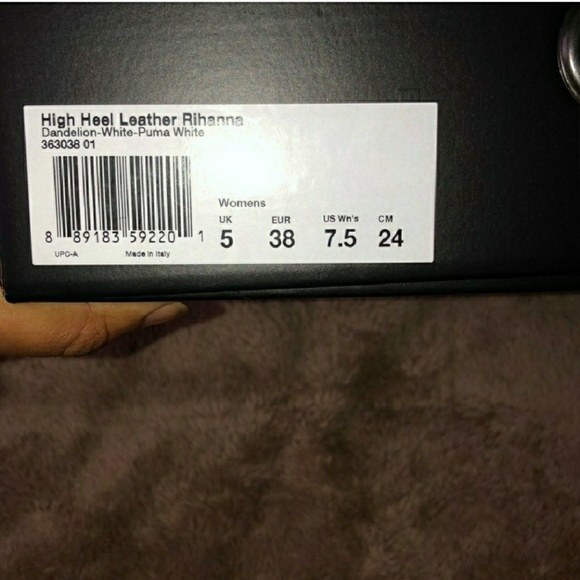 High Heel Leather Rihanna
Dandelion-White-Puma White
363038 01
8 89183 59220 1
UPC-A Made in Italy
Womens
UK EUR US Wn's CM
5 38 7.5 24